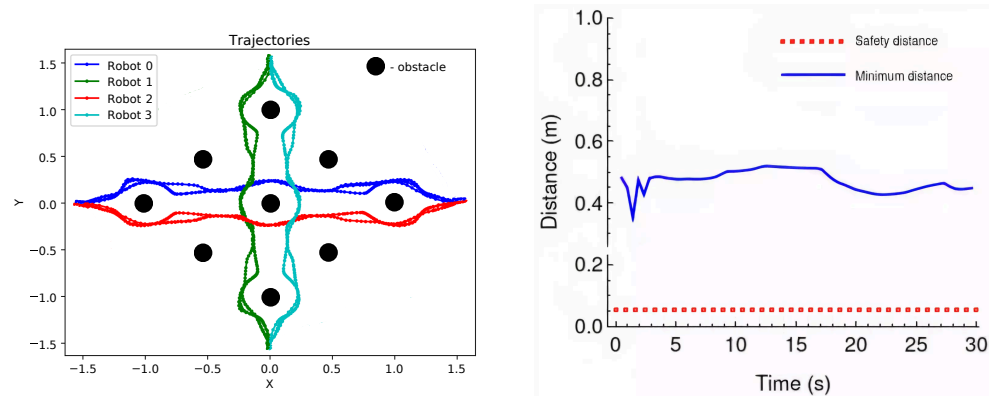 Trajectories
Robot 0
Robot 1
Robot 2
Robot 3
- obstacle
1.5
1.0
0.5
0.0
−0.5
−1.0
−1.5
Y
−1.5 −1.0 −0.5 0.0 0.5 1.0 1.5
X
Safety distance
Minimum distance
1.0
0.8
0.6
0.4
0.2
0.0
Distance (m)
0 5 10 15 20 25 30
Time (s)